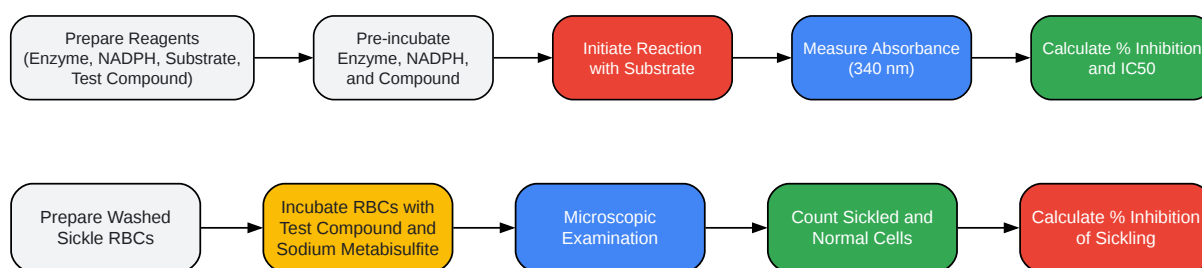 Prepare Reagents
(Enzyme, NADPH, Substrate,
Test Compound)
Pre-incubate
Enzyme, NADPH,
and Compound
Initiate Reaction
with Substrate
Measure Absorbance
(340 nm)
Calculate % Inhibition
and IC50
Prepare Washed
Sickle RBCs
Incubate RBCs with
Test Compound and
Sodium Metabisulfite
Microscopic
Examination
Count Sickled and
Normal Cells
Calculate % Inhibition
of Sickling